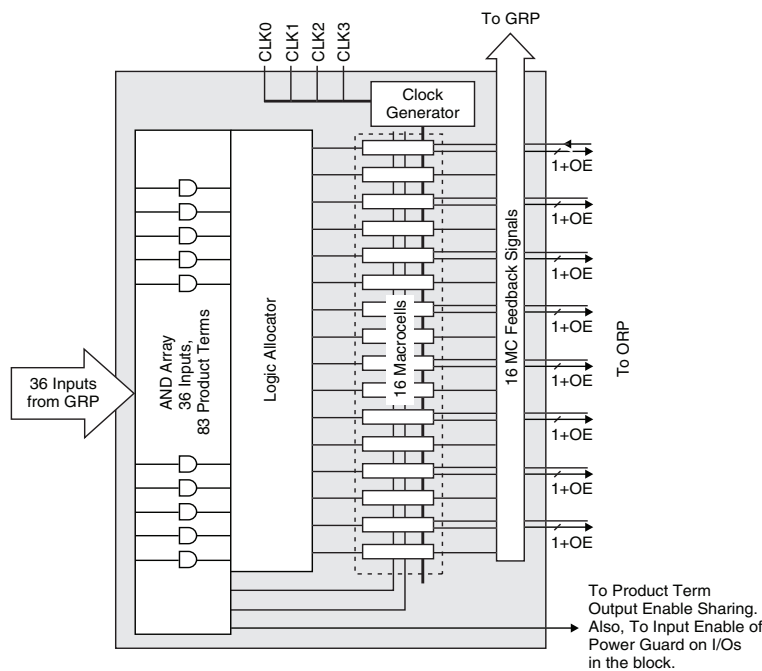 To GRP
CLK0
CLK1
CLK2
CLK3
Clock
Generator
36 Inputs
from GRP
AND Array
36 Inputs,
83 Product Terms
Logic Allocator
16 Macrocells
16 MC Feedback Signals
1+OE
1+OE
1+OE
1+OE
1+OE
1+OE
1+OE
1+OE
To ORP
To Product Term
Output Enable Sharing.
Also, To Input Enable of
Power Guard on I/Os
in the block.